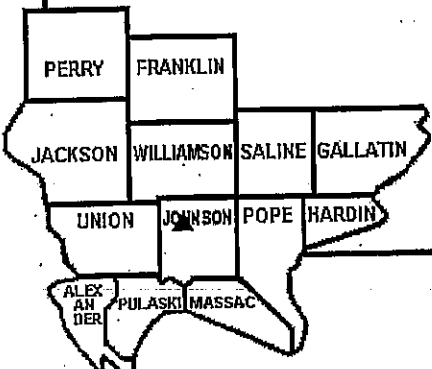 PERRY
FRANKLIN
JACKSON
WILLIAMSON
SALINE
GALLATIN
UNION
JOHNSON
POPE
HARDIN
ALEX
AN
DER
PULASKI
MASSAC